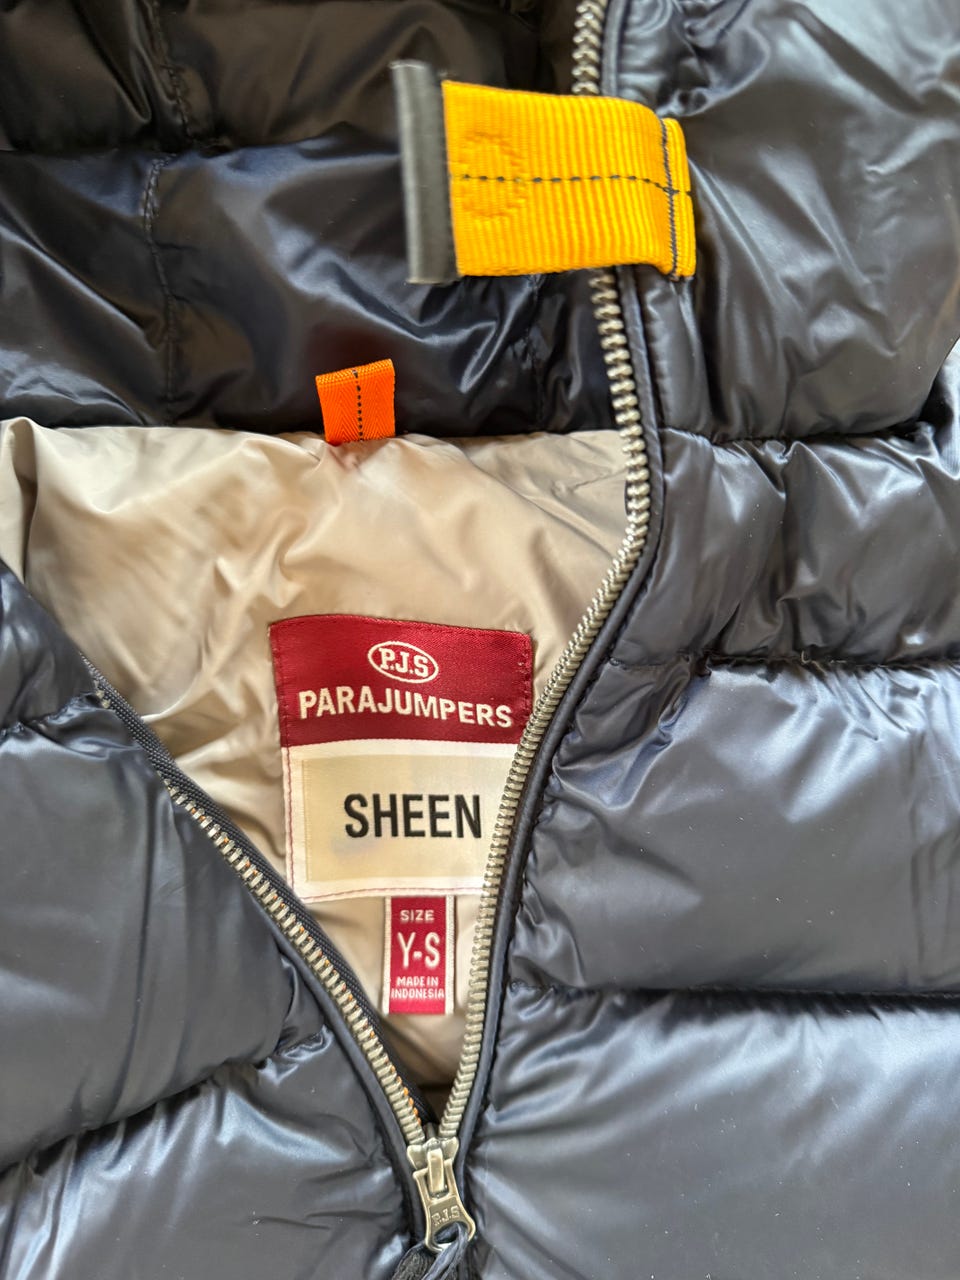 P.J.S
PARAJUMPERS
SHEEN
SIZE
Y-S
MADE IN
INDONESIA
P.J.S